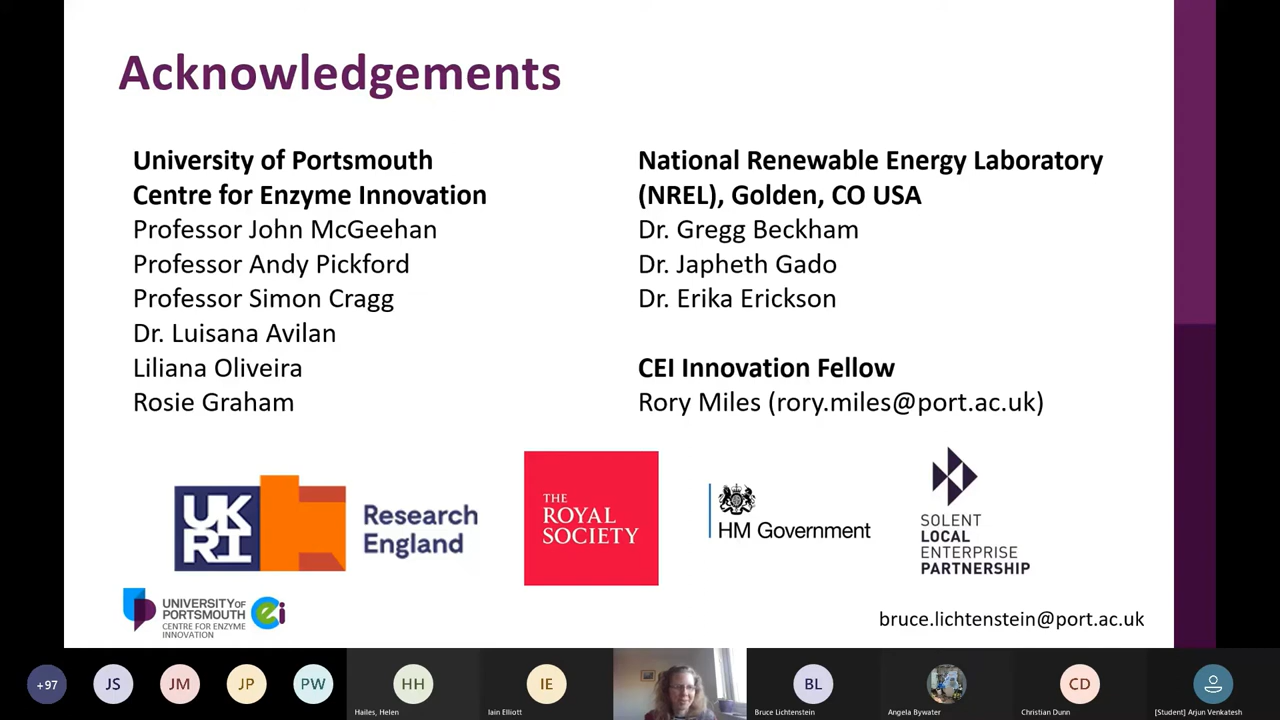 Acknowledgements
University of Portsmouth
Centre for Enzyme Innovation
Professor John McGeehan
Professor Andy Pickford
Professor Simon Cragg
Dr. Luisana Avilan
Liliana Oliveira
Rosie Graham
National Renewable Energy Laboratory
(NREL), Golden, CO USA
Dr. Gregg Beckham
Dr. Japheth Gado
Dr. Erika Erickson
CEI Innovation Fellow
Rory Miles (rory.miles@port.ac.uk)
UK
RI
Research
England
THE
ROYAL
SOCIETY
HM Government
SOLENT
LOCAL
ENTERPRISE
PARTNERSHIP
UNIVERSITY OF
PORTSMOUTH
CENTRE FOR ENZYME
INNOVATION
cei
bruce.lichtenstein@port.ac.uk
+97
JS
JM
JP
PW
HH
Hailes, Helen
IE
Iain Elliott
BL
Bruce Lichtenstein
Angela Bywater
CD
Christian Dunn
[Student] Arjun Venkatesh